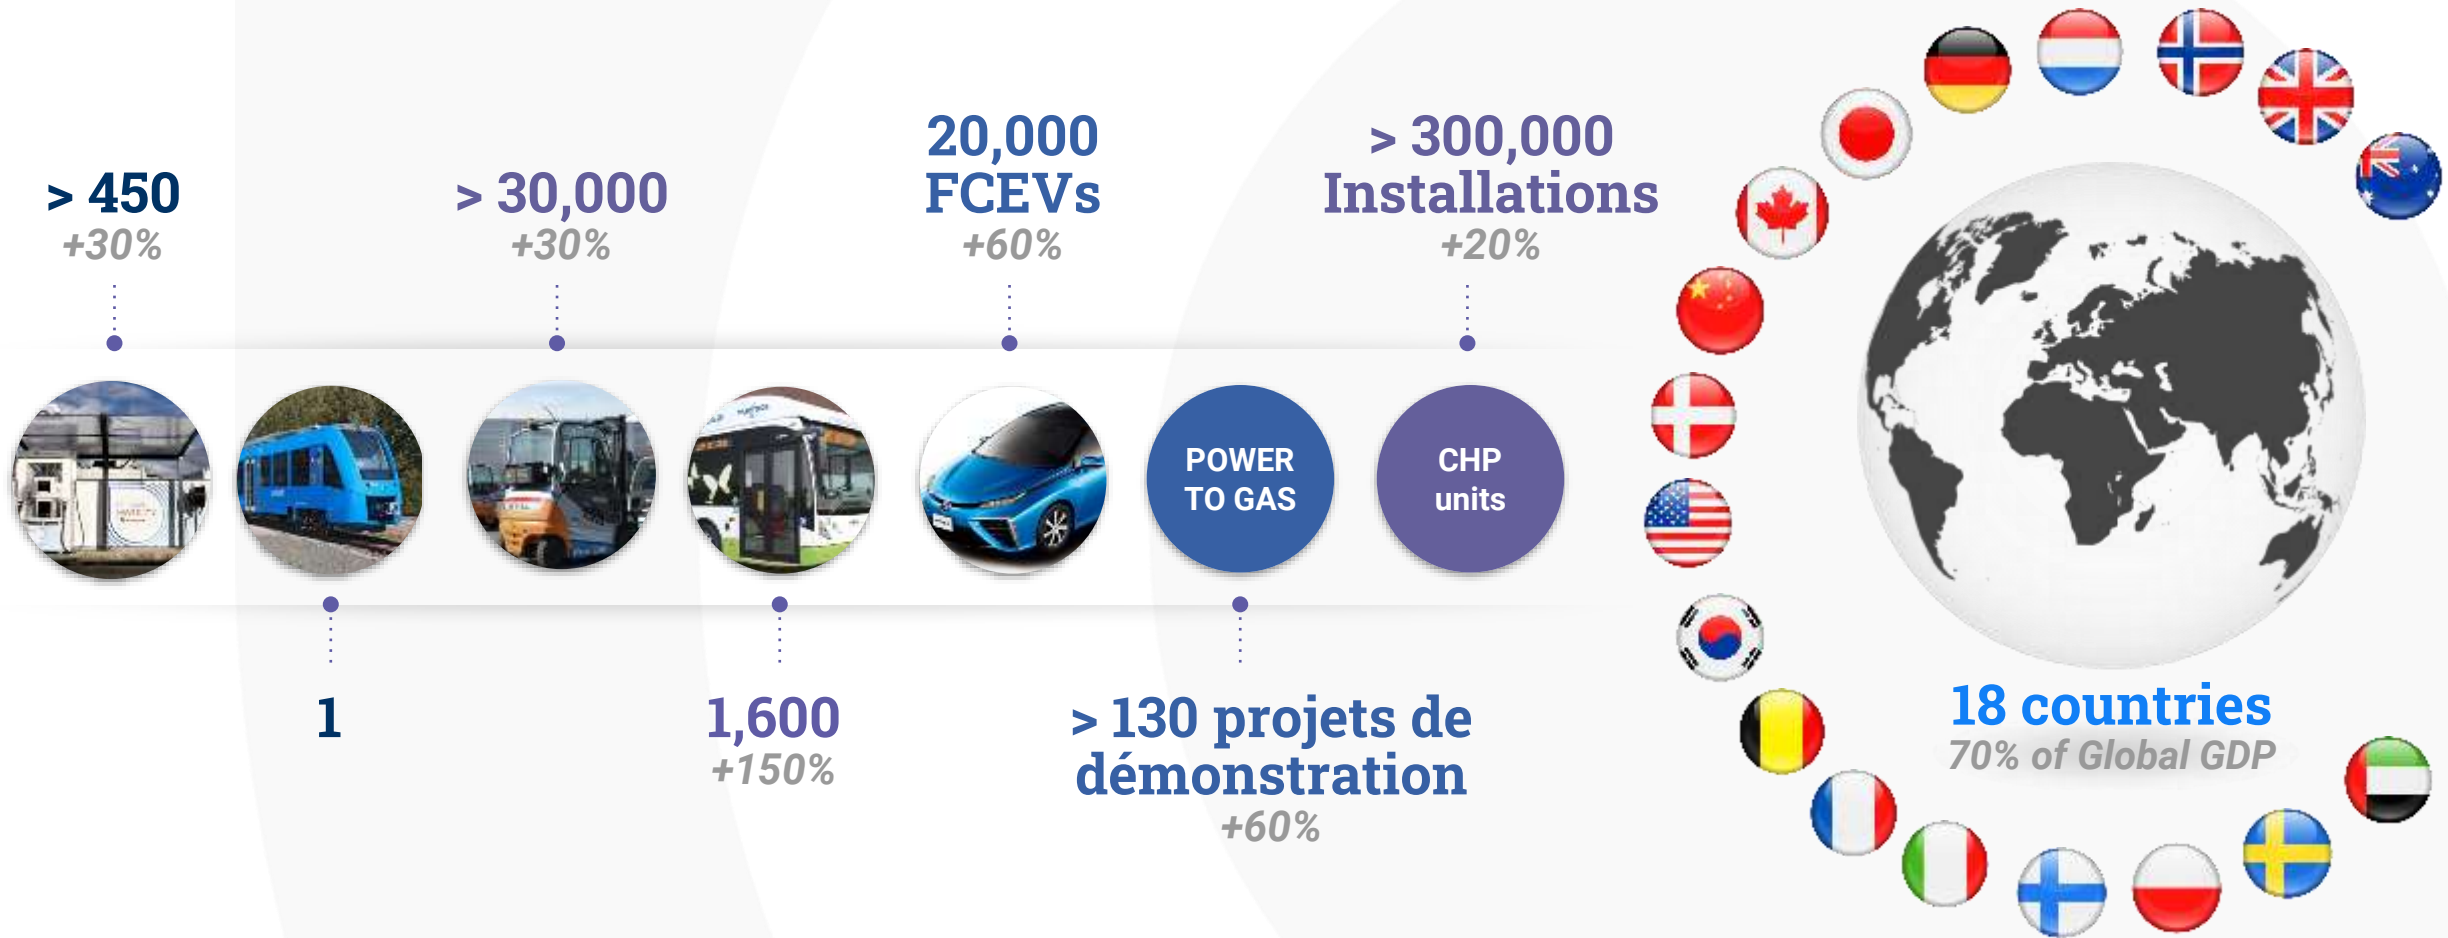 > 450
+30%
> 30,000
+30%
20,000
FCEVs
+60%
> 300,000
Installations
+20%
POWER
TO GAS
CHP
units
1
1,600
+150%
> 130 projets de
démonstration
+60%
18 countries
70% of Global GDP